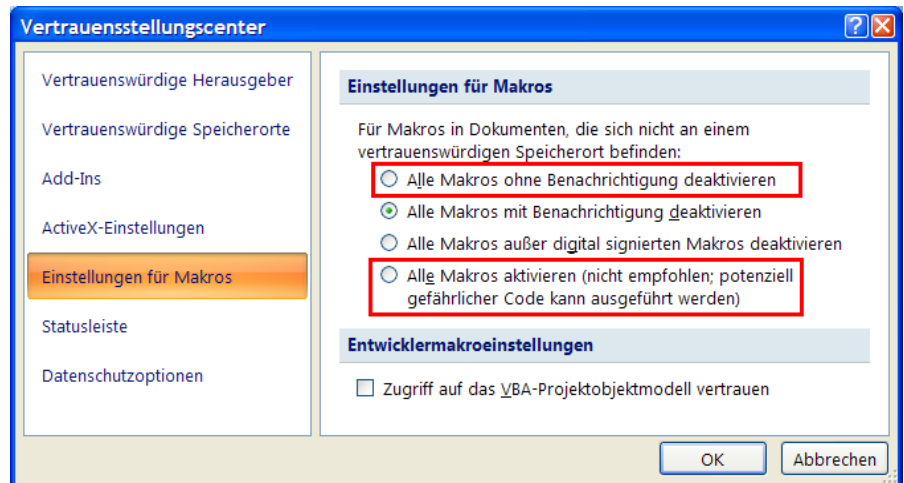 Vertrauensstellungscenter
Vertrauenswürdige Herausgeber
Vertrauenswürdige Speicherorte
Add-Ins
ActiveX-Einstellungen
Einstellungen für Makros
Statusleiste
Datenschutzoptionen
Einstellungen für Makros
Für Makros in Dokumenten, die sich nicht an einem
vertrauenswürdigen Speicherort befinden:
Alle Makros ohne Benachrichtigung deaktivieren
Alle Makros mit Benachrichtigung deaktivieren
Alle Makros außer digital signierten Makros deaktivieren
Alle Makros aktivieren (nicht empfohlen; potenziell
gefährlicher Code kann ausgeführt werden)
Entwicklermakroeinstellungen
Zugriff auf das VBA-Projektobjektmodell vertrauen
OK
Abbrechen